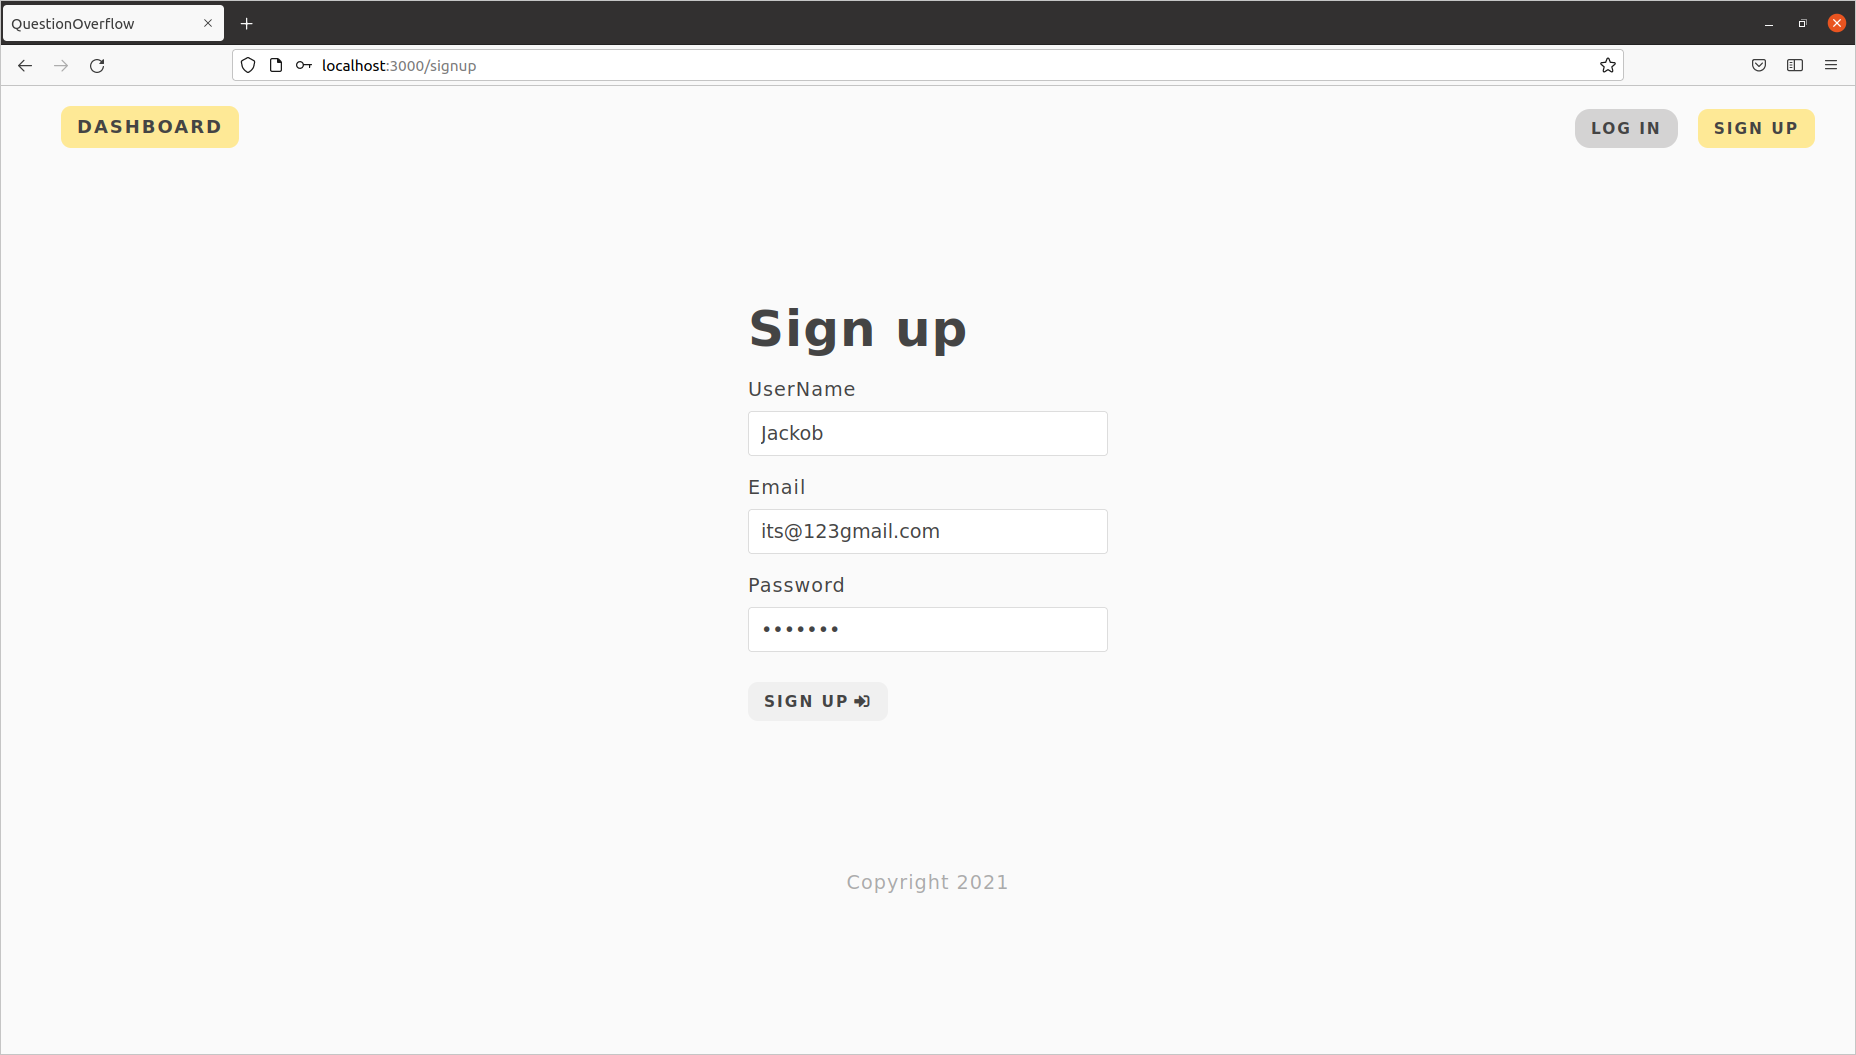 QuestionOverflow
localhost:3000/signup
DASHBOARD
LOG IN
SIGN UP
Sign up
UserName
Jackob
Email
its@123gmail.com
Password
•••••••
SIGN UP
Copyright 2021